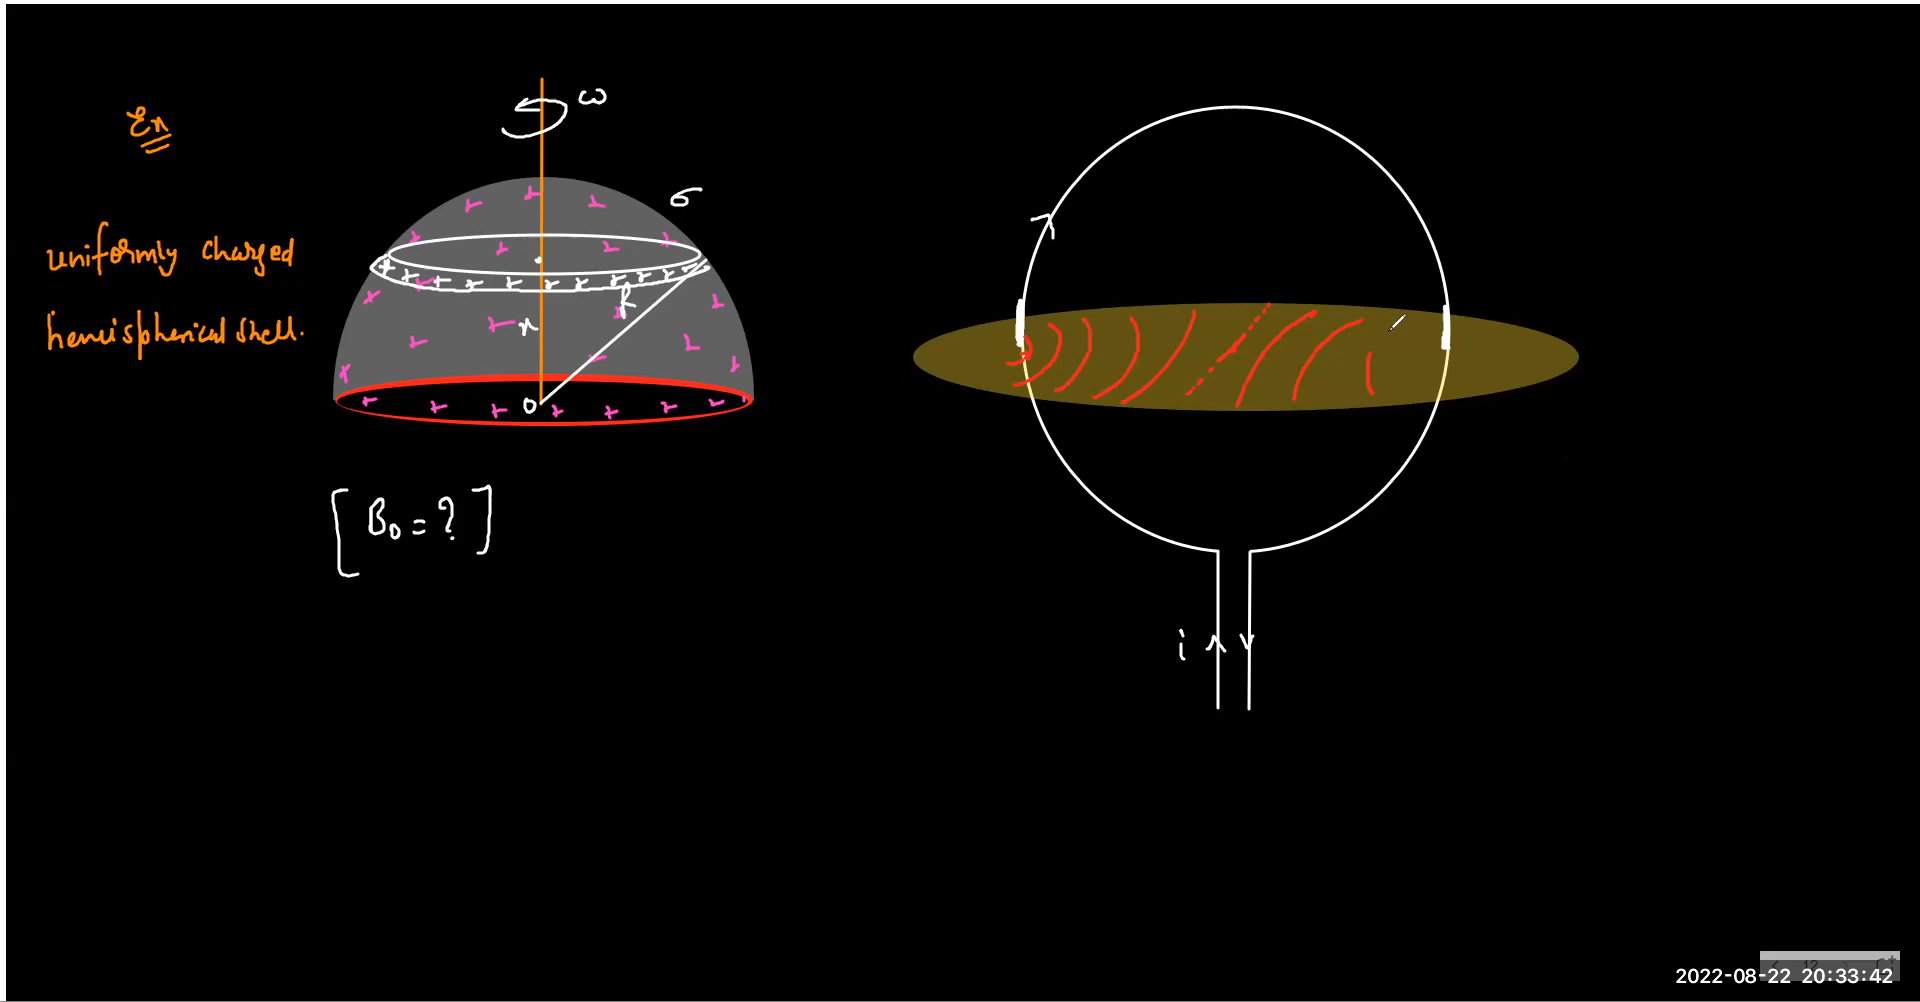 Ex
ω
σ
uniformly charged
hemispherical shell.
R
x
O
[B₀ = ?]
i
2022-08-22 20:33:42